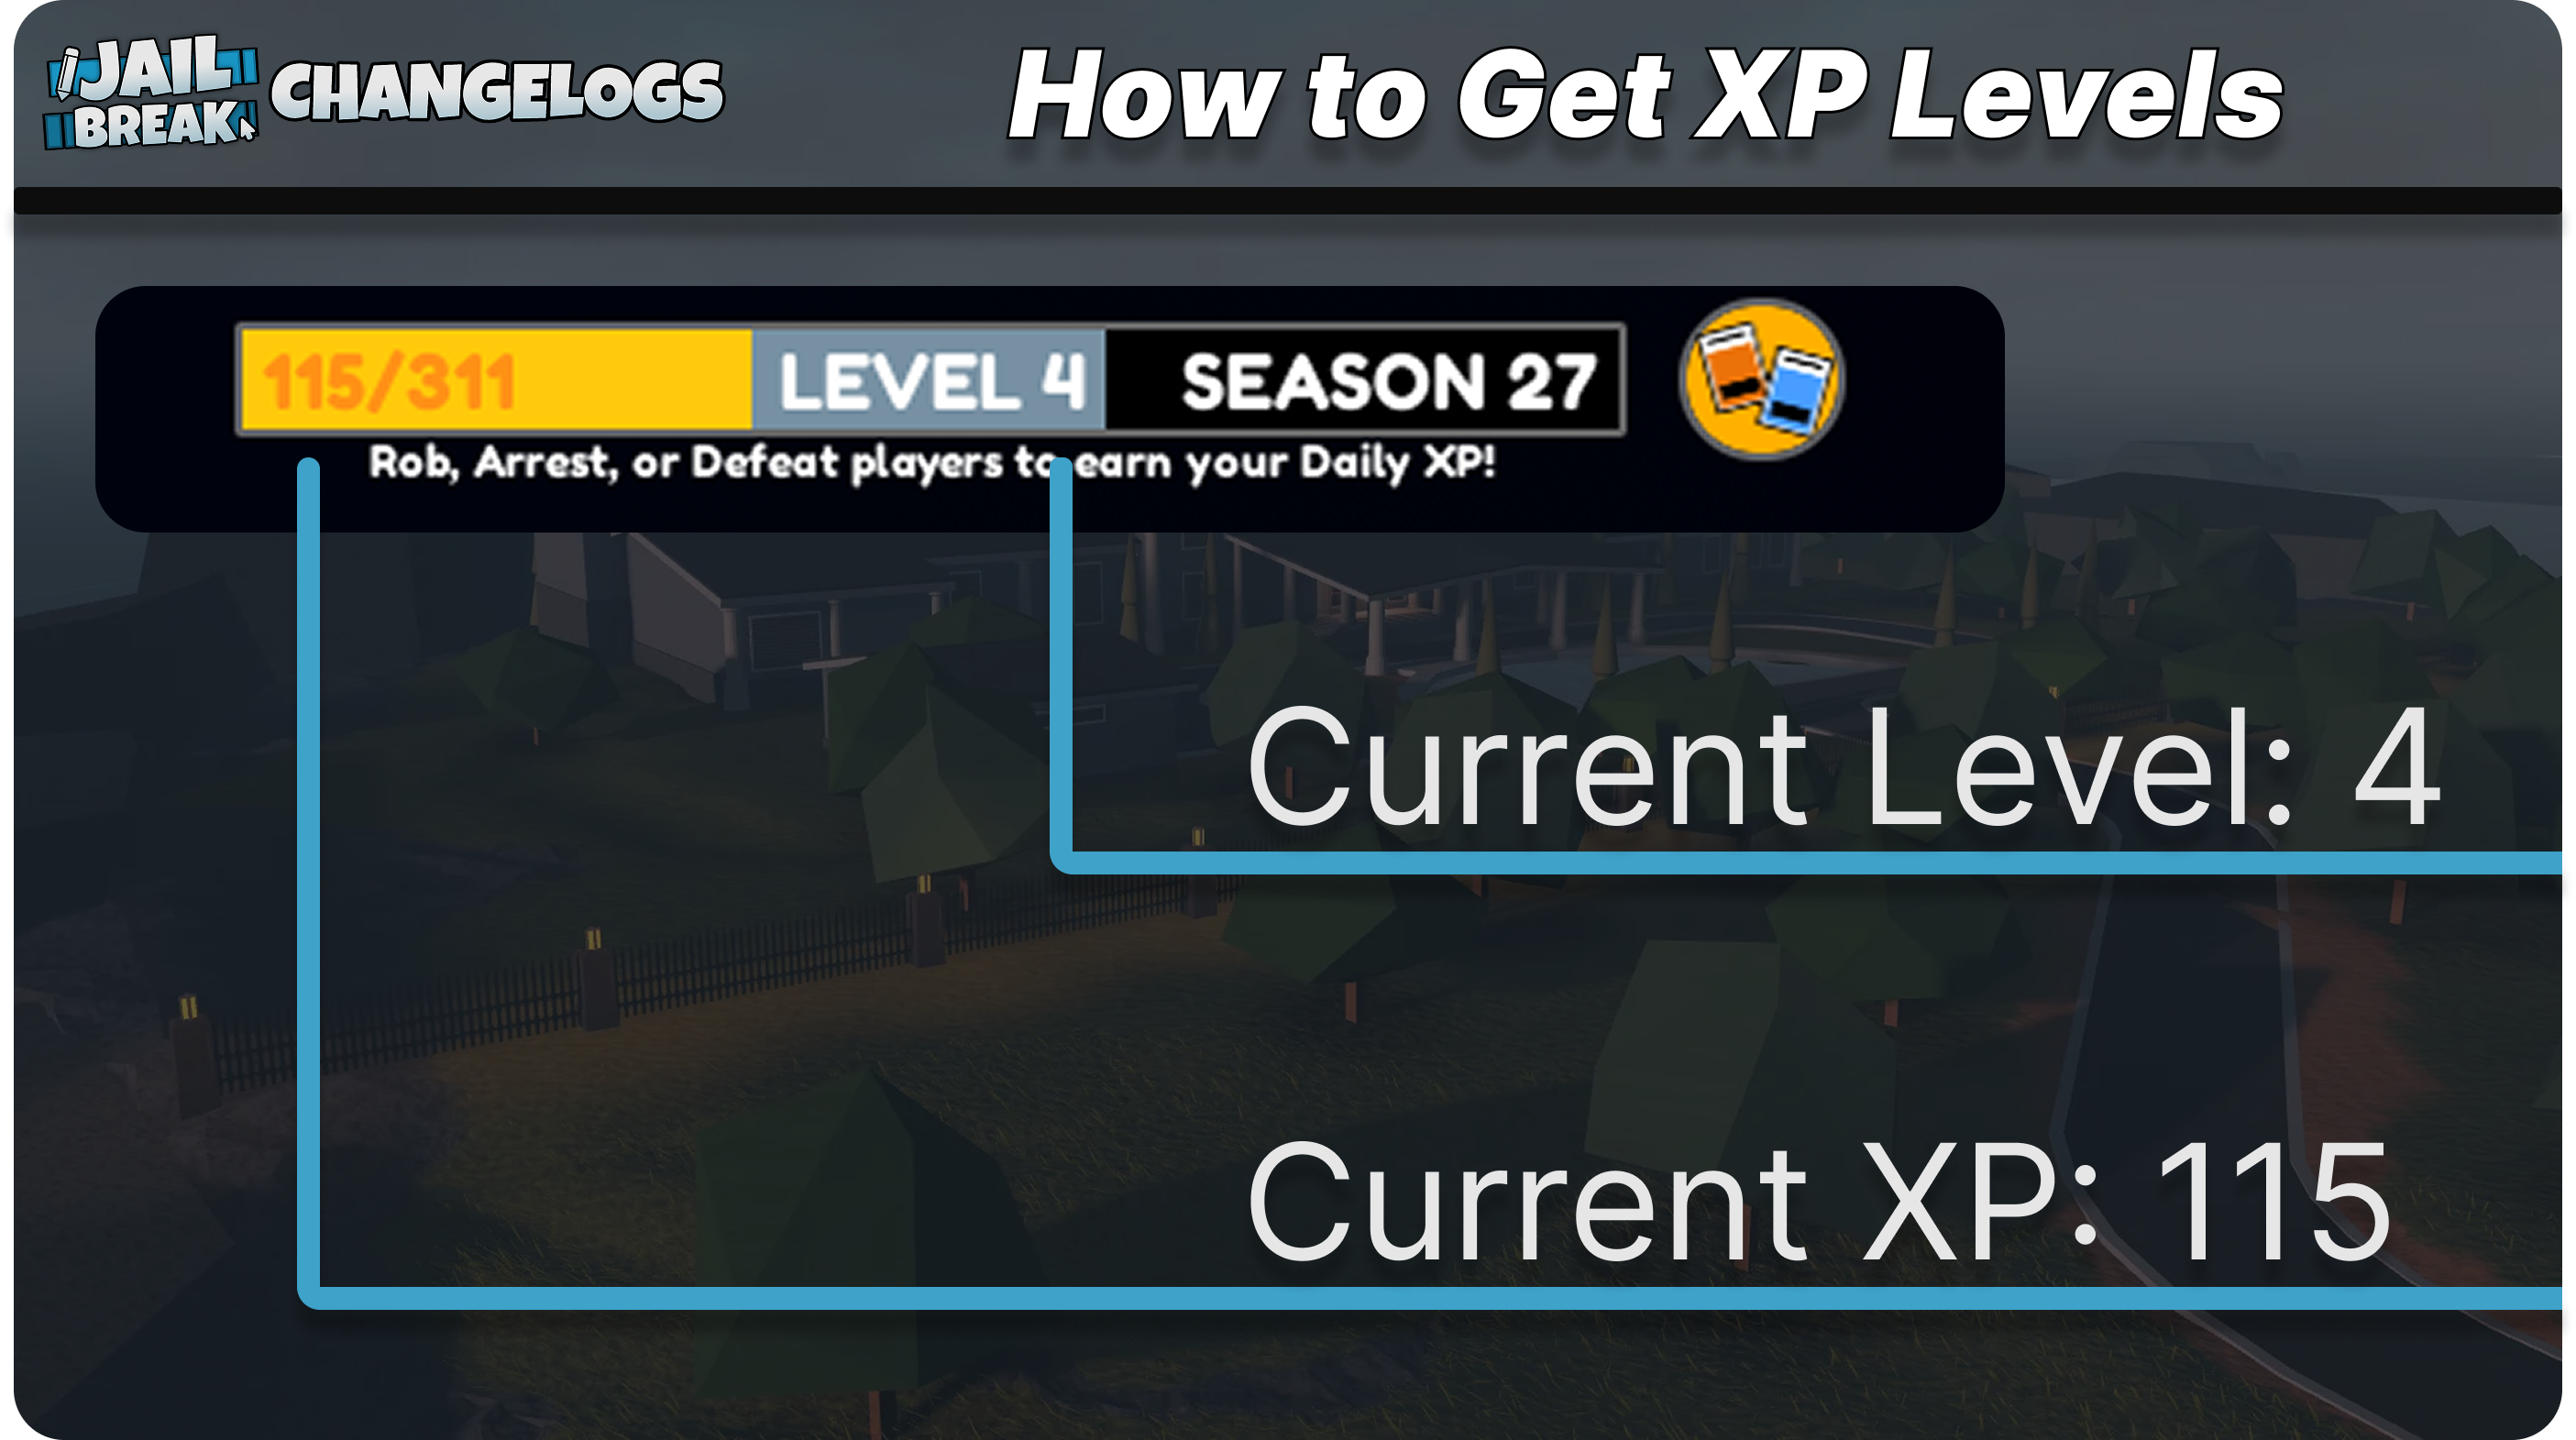 JAIL
BREAK
CHANGELOGS
How to Get XP Levels
115/311
LEVEL 4
SEASON 27
Rob, Arrest, or Defeat players to earn your Daily XP!
Current Level: 4
Current XP: 115